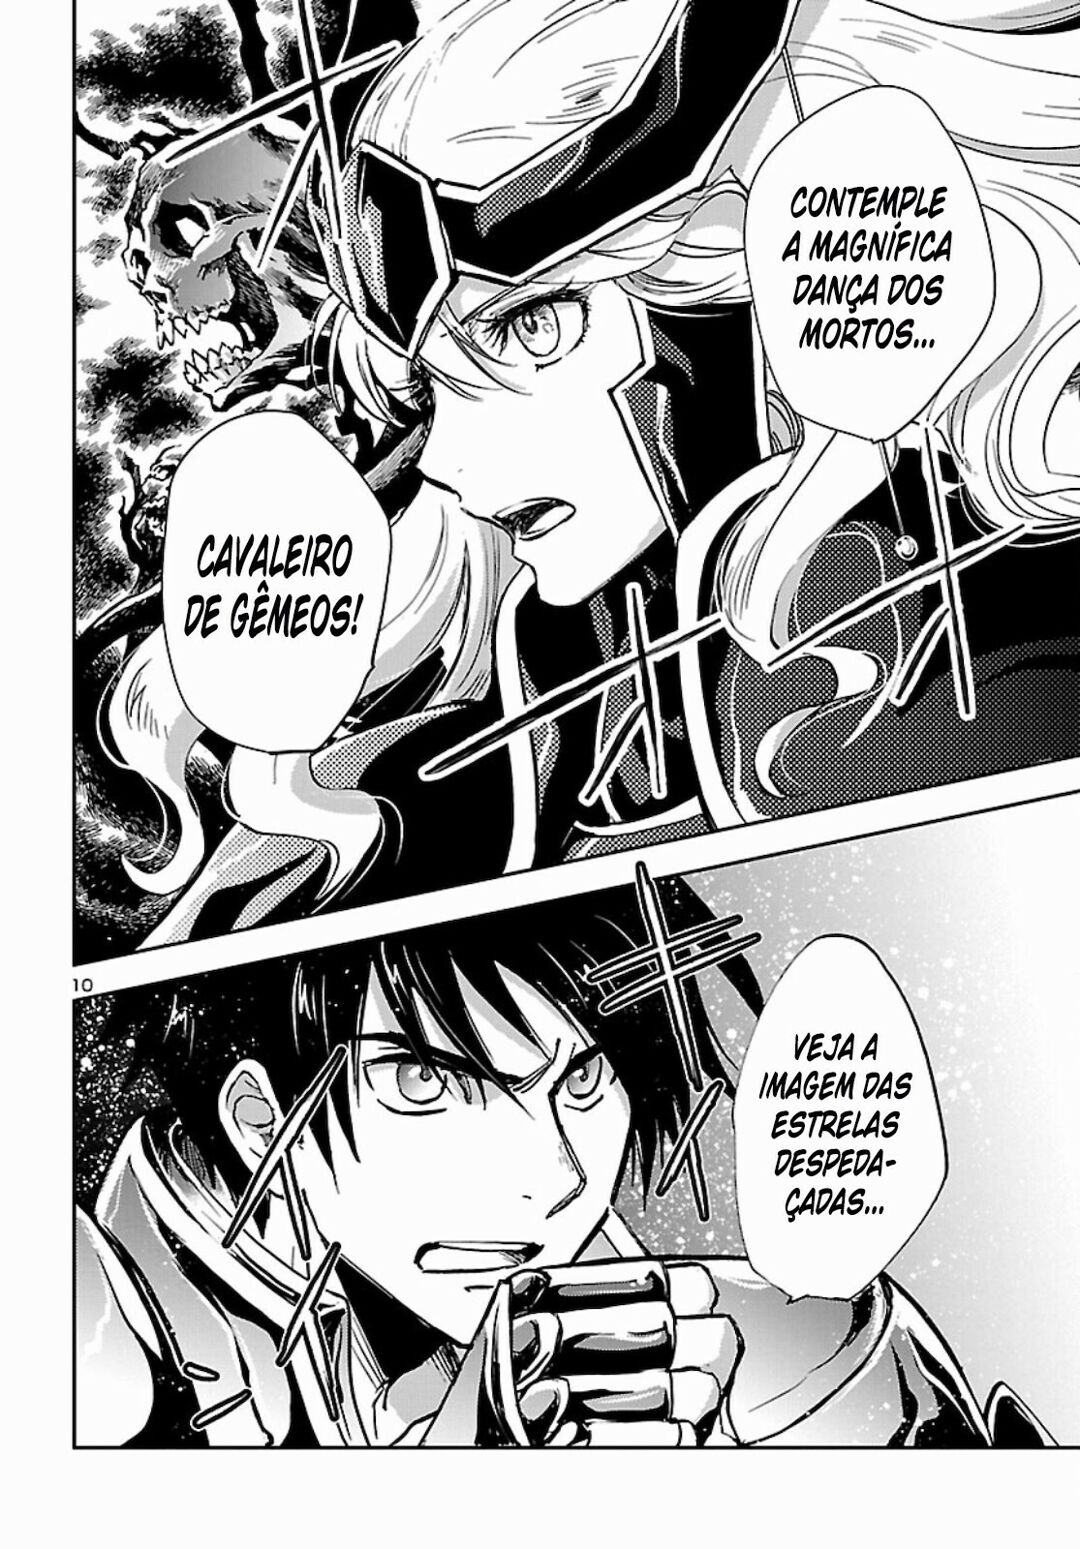 CONTEMPLE
A MAGNÍFICA
DANÇA DOS
MORTOS...
CAVALEIRO
DE GÊMEOS!
10
VEJA A
IMAGEM DAS
ESTRELAS
DESPEDA-
ÇADAS...